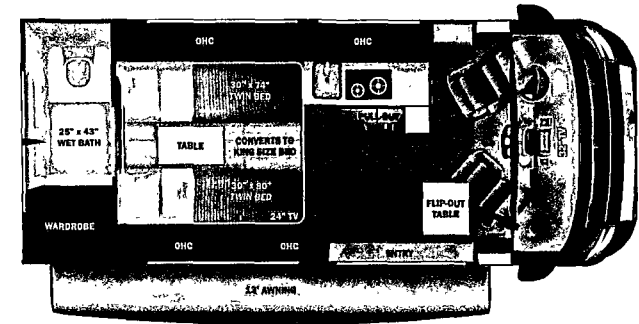 OHC
OHC
30" x 74"
TWIN BED
25" x 43"
WET BATH
TABLE
CONVERTS TO
KING SIZE BED
30" x 80"
TWIN BED
24" TV
WARDROBE
FLIP-OUT
TABLE
OHC
OHC
ENTRY
12' AWNING